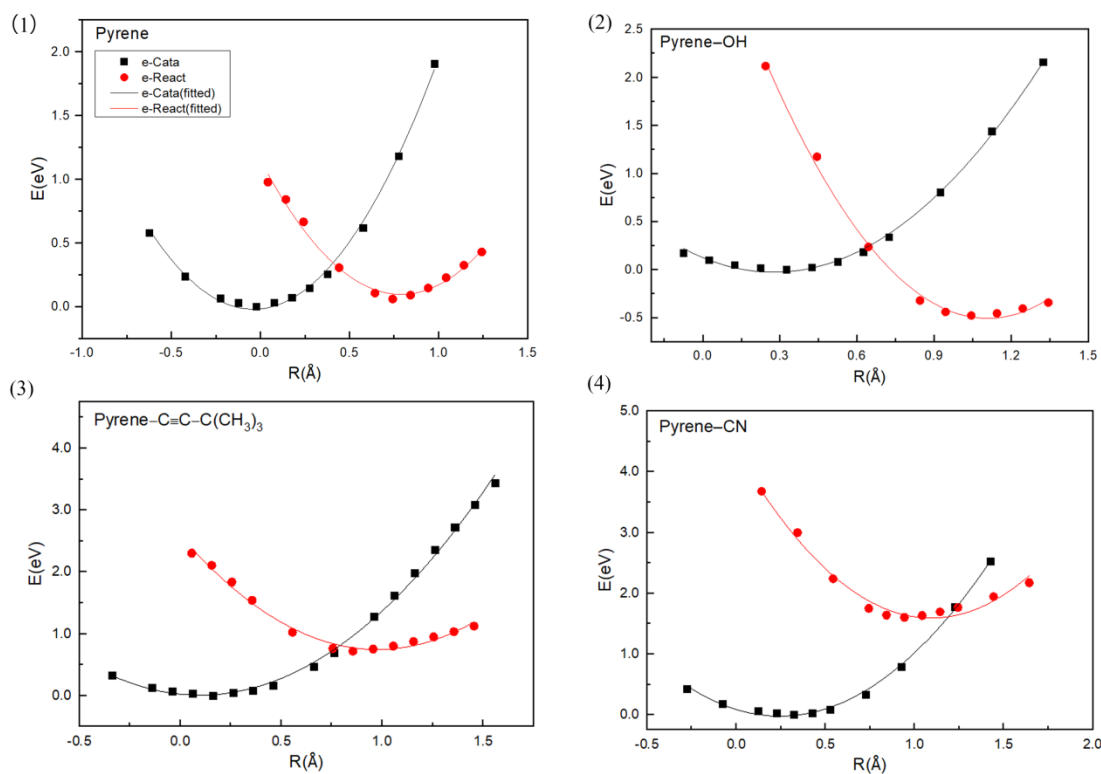 (1)
Pyrene
e-Cata
e-React
e-Cata(fitted)
e-React(fitted)
E(eV)
2.0
1.5
1.0
0.5
0.0
-1.0 -0.5 0.0 0.5 1.0 1.5
R(Å)
(2)
Pyrene–OH
E(eV)
2.5
2.0
1.5
1.0
0.5
0.0
-0.5
0.0 0.3 0.6 0.9 1.2 1.5
R(Å)
(3)
Pyrene–C≡C–C(CH₃)₃
E(eV)
4.0
3.0
2.0
1.0
0.0
-0.5 0.0 0.5 1.0 1.5
R(Å)
(4)
Pyrene–CN
E(eV)
5.0
4.0
3.0
2.0
1.0
0.0
-0.5 0.0 0.5 1.0 1.5 2.0
R(Å)